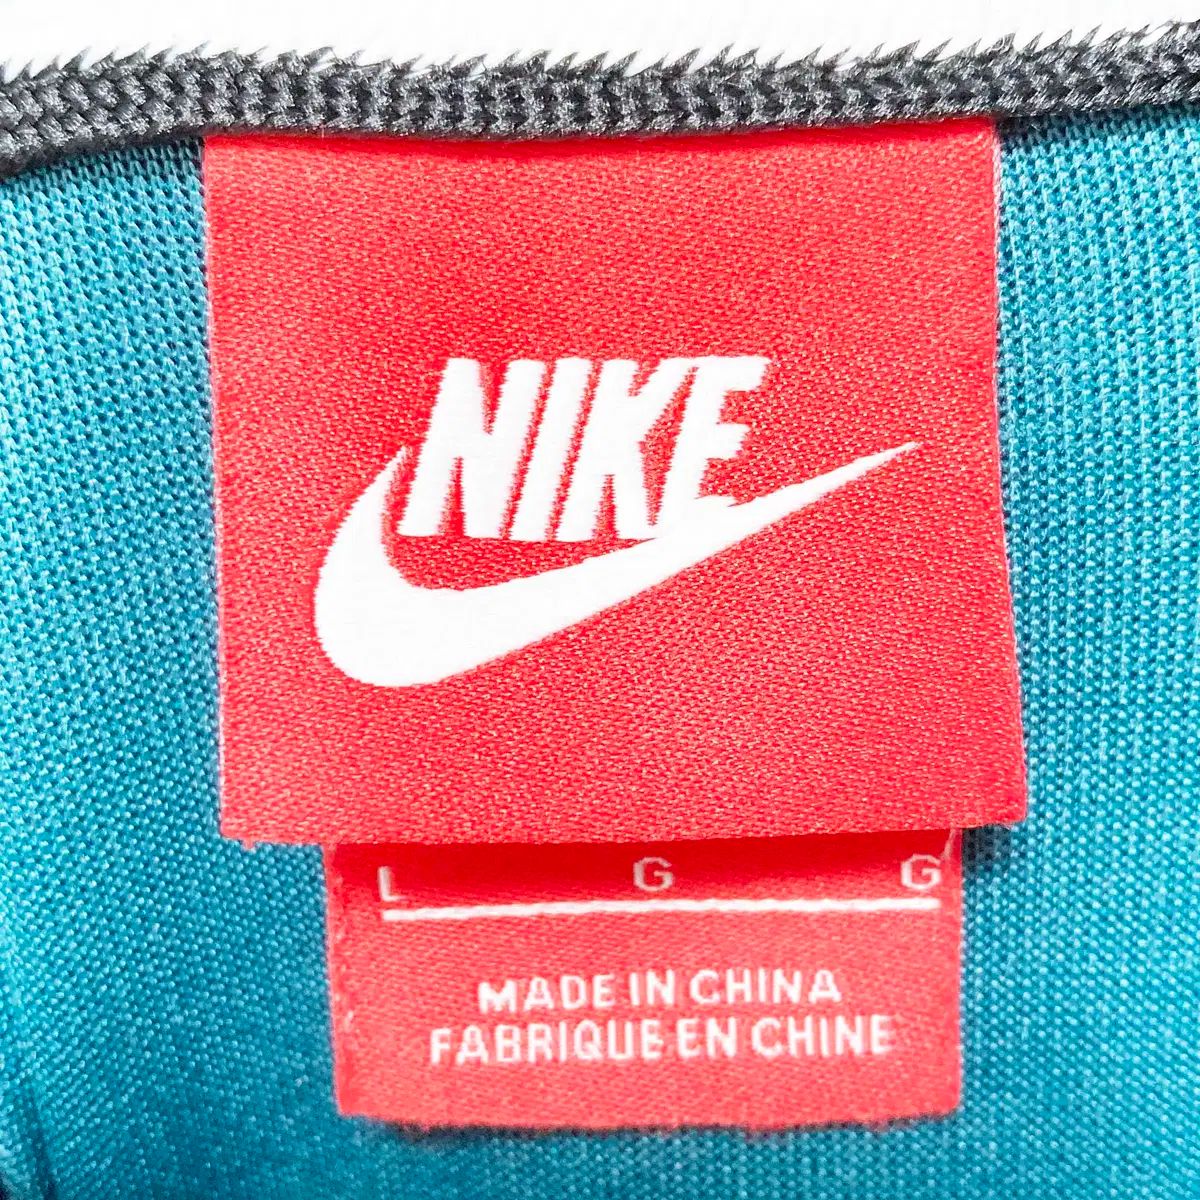 NIKE
L G G
MADE IN CHINA
FABRIQUE EN CHINE